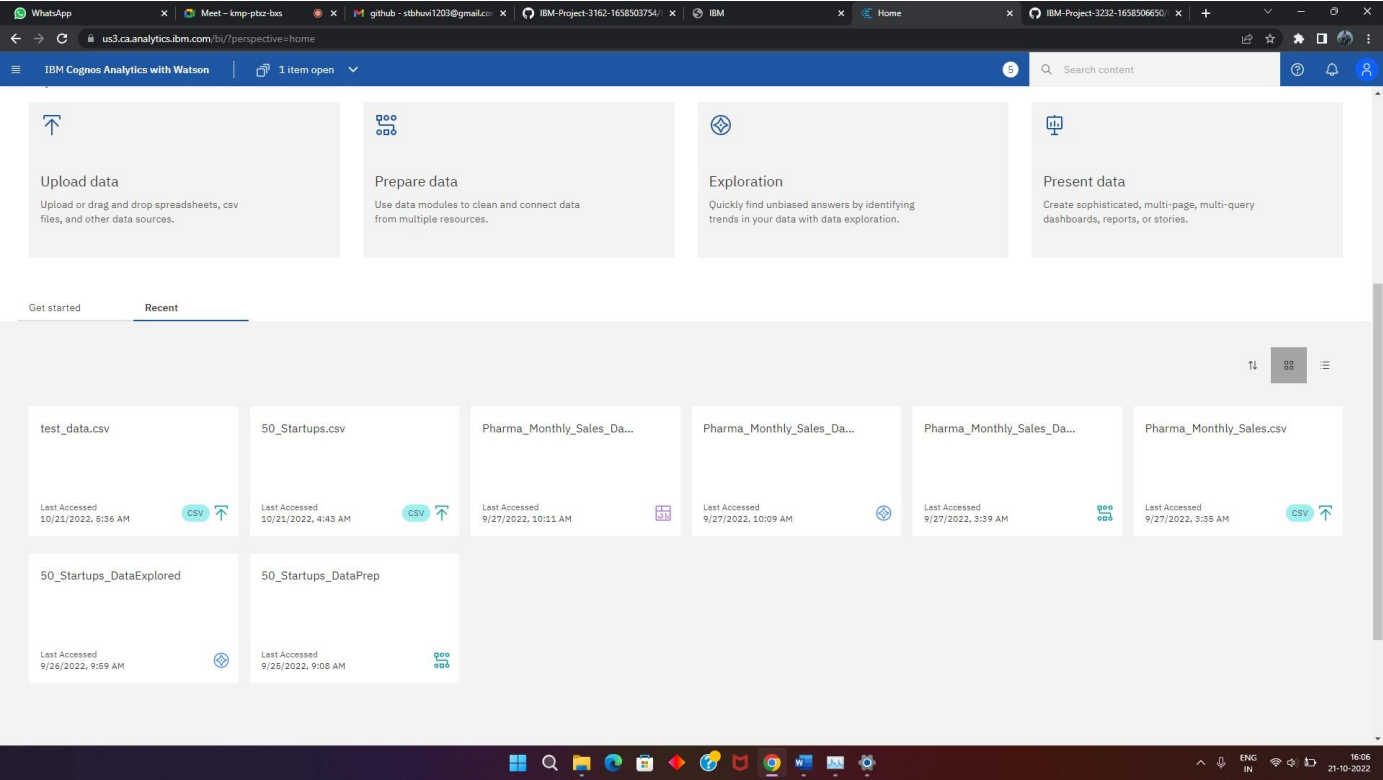 WhatsApp
Meet – kmp-ptxz-bxs
github - stbhuvi1203@gmail.cor
IBM-Project-3162-1658503754/
IBM
Home
IBM-Project-3232-1658506650/
us3.ca.analytics.ibm.com/bi/?perspective=home
IBM Cognos Analytics with Watson
1 item open
5
Search content
Upload data
Upload or drag and drop spreadsheets, csv
files, and other data sources.
Prepare data
Use data modules to clean and connect data
from multiple resources.
Exploration
Quickly find unbiased answers by identifying
trends in your data with data exploration.
Present data
Create sophisticated, multi-page, multi-query
dashboards, reports, or stories.
Get started
Recent
test_data.csv
Last Accessed
10/21/2022, 5:36 AM
CSV
50_Startups.csv
Last Accessed
10/21/2022, 4:43 AM
CSV
Pharma_Monthly_Sales_Da...
Last Accessed
9/27/2022, 10:11 AM
Pharma_Monthly_Sales_Da...
Last Accessed
9/27/2022, 10:09 AM
Pharma_Monthly_Sales_Da...
Last Accessed
9/27/2022, 3:39 AM
Pharma_Monthly_Sales.csv
Last Accessed
9/27/2022, 3:35 AM
CSV
50_Startups_DataExplored
Last Accessed
9/26/2022, 9:59 AM
50_Startups_DataPrep
Last Accessed
9/25/2022, 9:08 AM
ENG
IN
16:06
21-10-2022